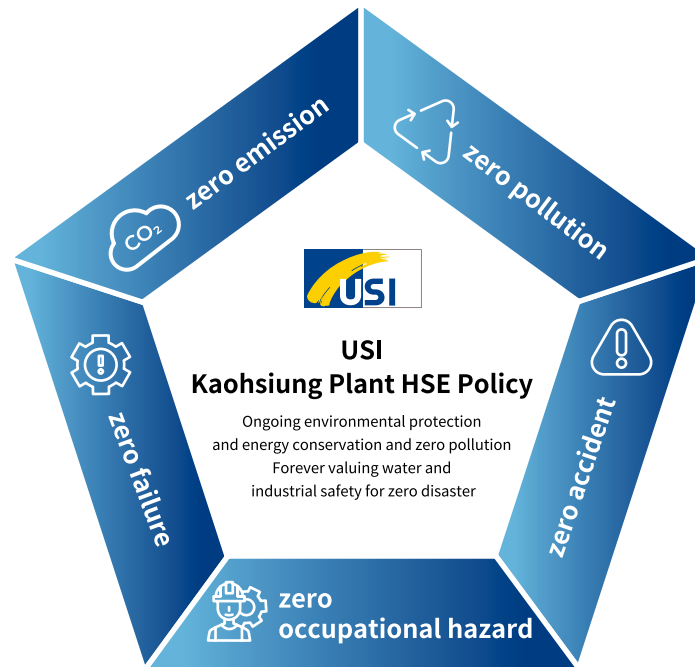 zero emission
CO₂
zero pollution
USI
USI
Kaohsiung Plant HSE Policy
Ongoing environmental protection
and energy conservation and zero pollution
Forever valuing water and
industrial safety for zero disaster
zero failure
zero accident
zero
occupational hazard